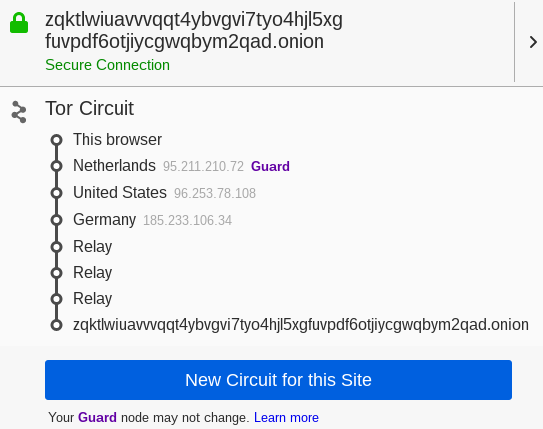 zqktlwiuavvvqqt4ybvgvi7tyo4hjl5xg
fuvpdf6otjiycgwqbym2qad.onion
Secure Connection
Tor Circuit
This browser
Netherlands 95.211.210.72 Guard
United States 96.253.78.108
Germany 185.233.106.34
Relay
Relay
Relay
zqktlwiuavvvqqt4ybvgvi7tyo4hjl5xgfuvpdf6otjiycgwqbym2qad.onion
New Circuit for this Site
Your Guard node may not change. Learn more